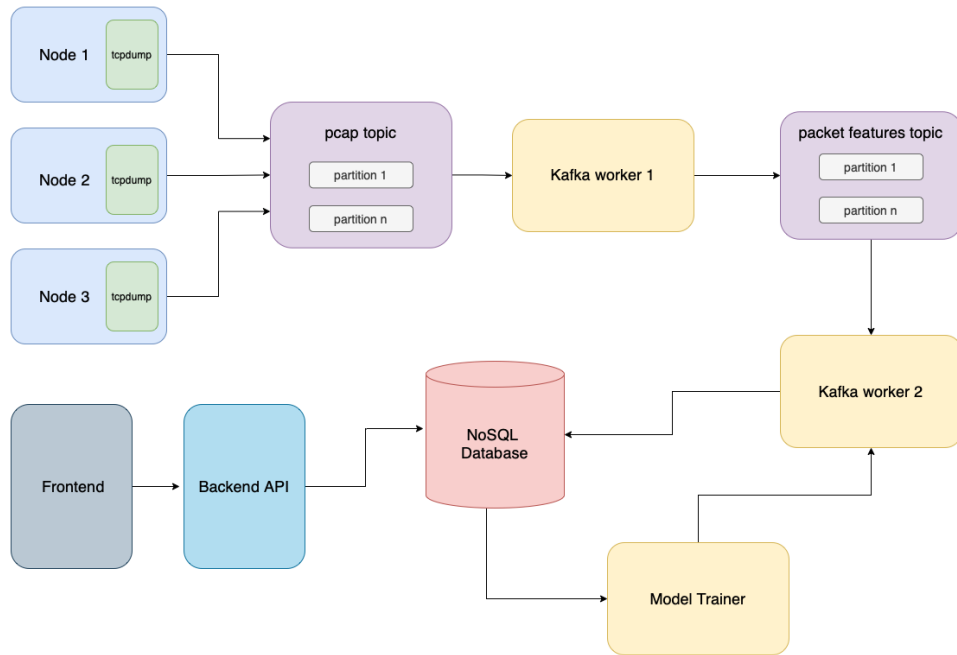 Node 1
tcpdump
Node 2
tcpdump
Node 3
tcpdump
pcap topic
partition 1
partition n
Kafka worker 1
packet features topic
partition 1
partition n
Kafka worker 2
NoSQL
Database
Frontend
Backend API
Model Trainer